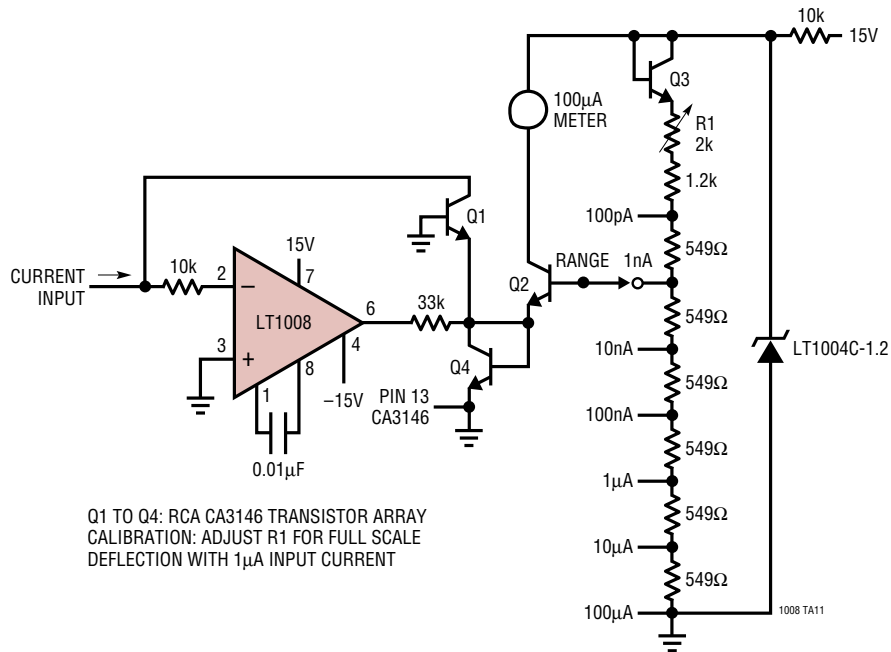 10k
15V
Q3
100µA
METER
R1
2k
1.2k
100pA
549Ω
Q1
15V
RANGE
1nA
CURRENT
INPUT
10k
2
7
Q2
–
LT1008
6
33k
549Ω
3
+
4
8
1
Q4
10nA
LT1004C-1.2
–15V
PIN 13
CA3146
549Ω
100nA
0.01µF
549Ω
1µA
Q1 TO Q4: RCA CA3146 TRANSISTOR ARRAY
CALIBRATION: ADJUST R1 FOR FULL SCALE
DEFLECTION WITH 1µA INPUT CURRENT
549Ω
10µA
549Ω
100µA
1008 TA11